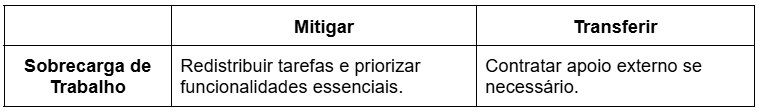 Mitigar
Transferir
Sobrecarga de
Trabalho
Redistribuir tarefas e priorizar
funcionalidades essenciais.
Contratar apoio externo se
necessário.